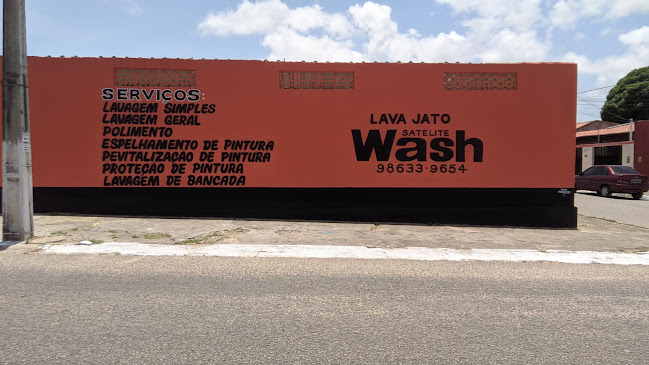 SERVIÇOS:
LAVAGEM SIMPLES
LAVAGEM GERAL
POLIMENTO
ESPELHAMENTO DE PINTURA
REVITALIZAÇÃO DE PINTURA
PROTEÇÃO DE PINTURA
LAVAGEM DE BANCADA
LAVA JATO
SATELITE
Wash
98633-9654